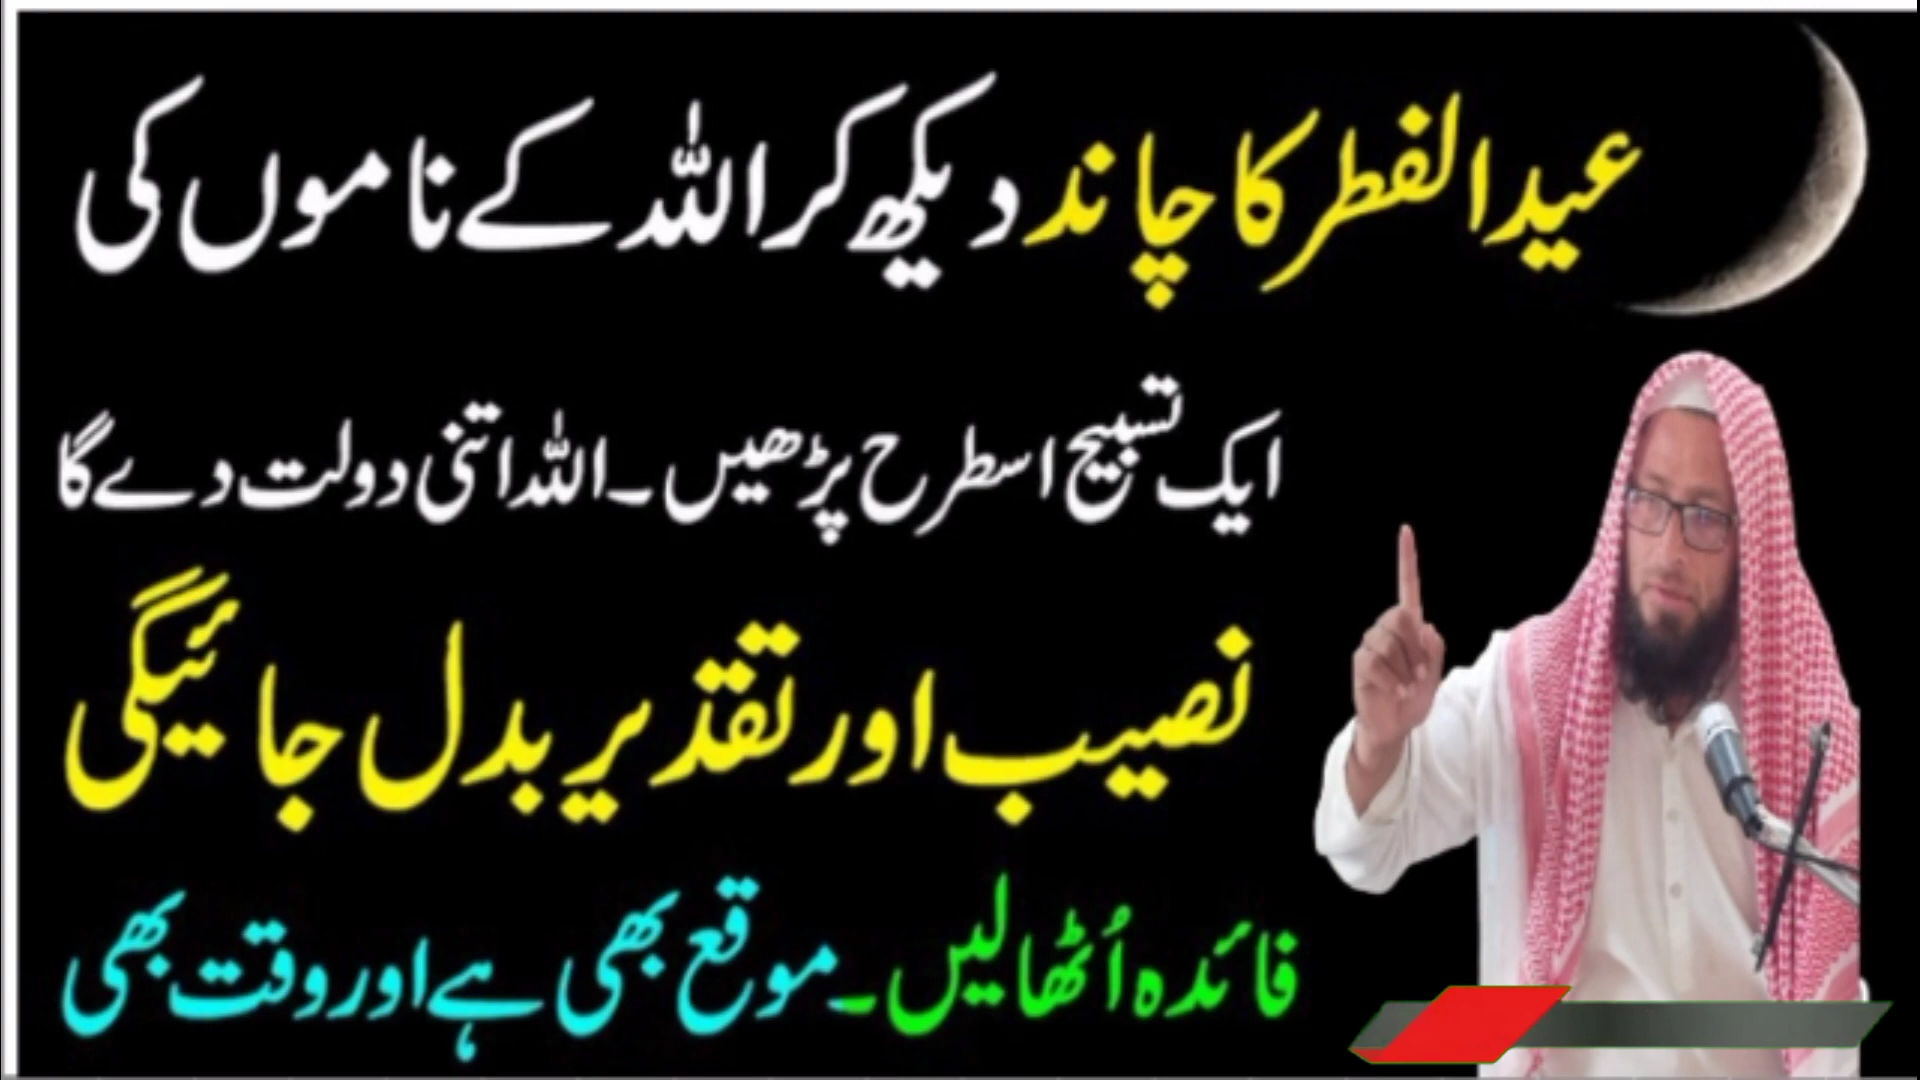 عیدالفطر کا چاند دیکھ کر اللہ کے ناموں کی
ایک تسبیح اسطرح پڑھیں۔ اللہ اتنی دولت دے گا
نصیب اور تقدیر بدل جائیگی
فائدہ اُٹھالیں۔ موقع بھی ہے اور وقت بھی